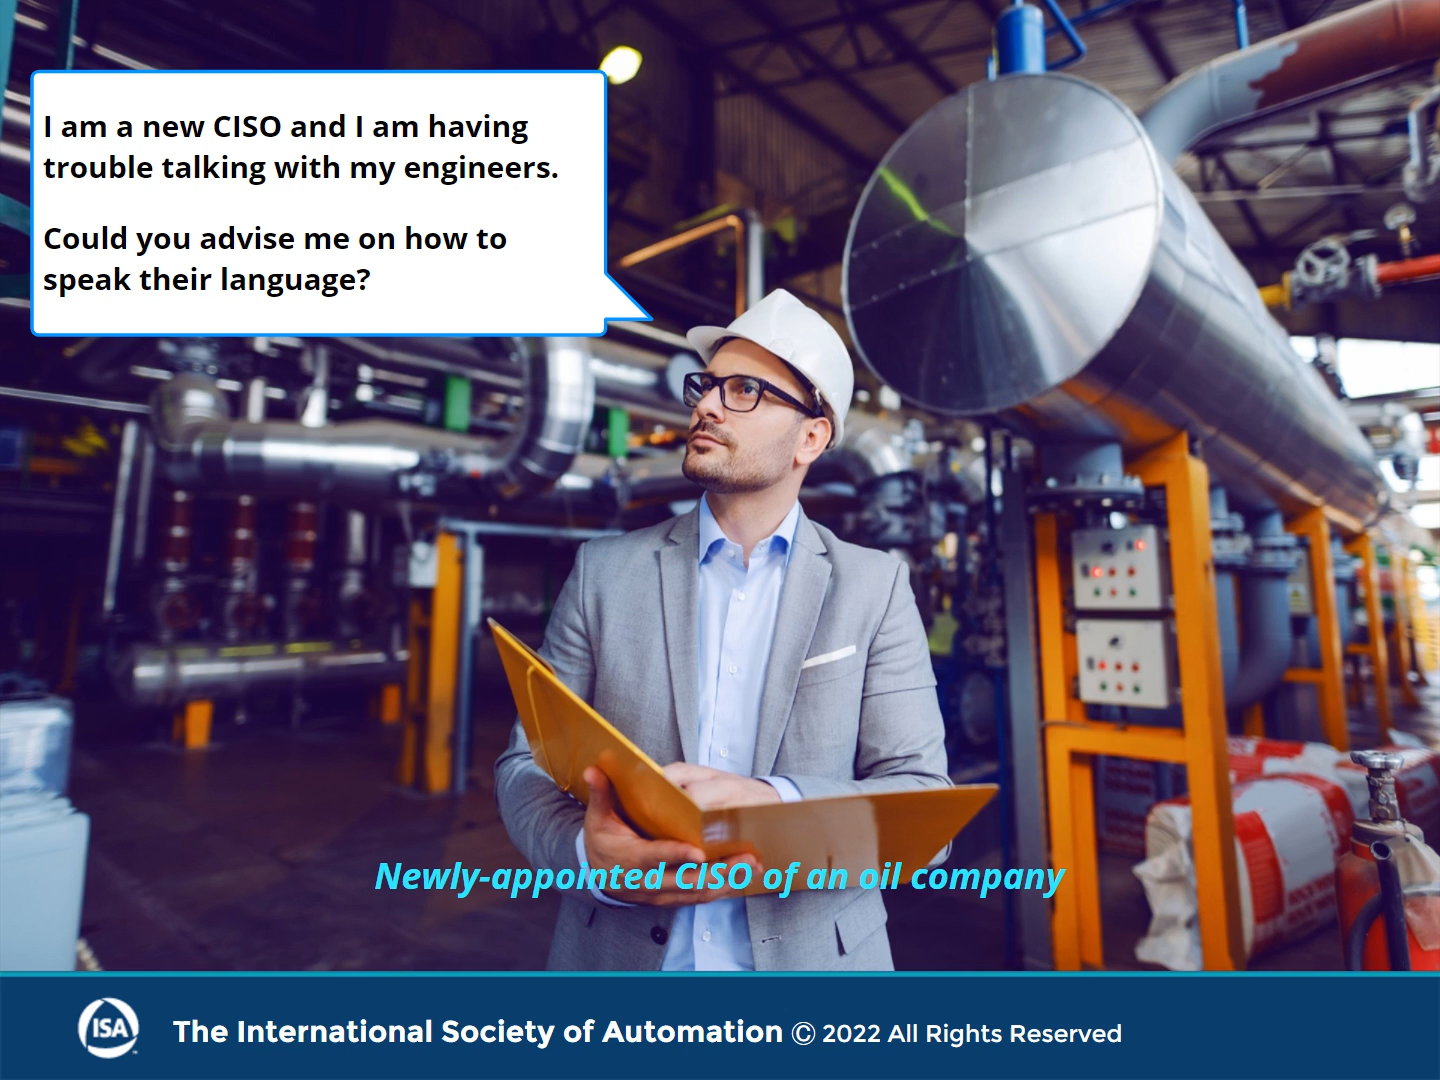 I am a new CISO and I am having
trouble talking with my engineers.
Could you advise me on how to
speak their language?
Newly-appointed CISO of an oil company
ISA
The International Society of Automation © 2022 All Rights Reserved